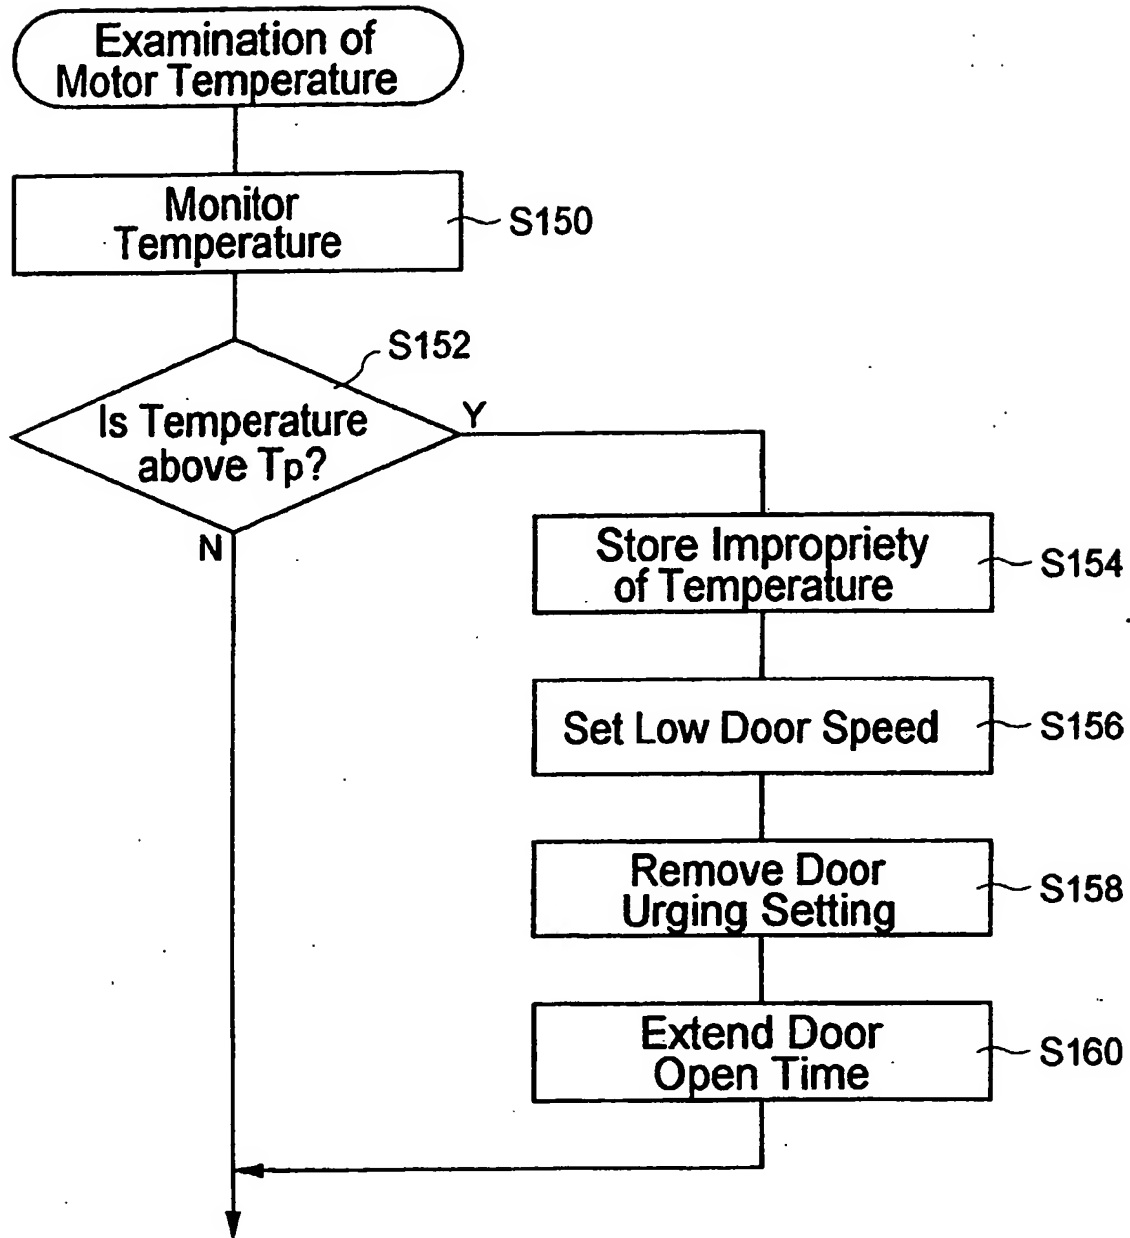 Examination of
Motor Temperature
Monitor
Temperature
S150
S152
Is Temperature
above Tp?
Y
N
Store Impropriety
of Temperature
S154
Set Low Door Speed
S156
Remove Door
Urging Setting
S158
Extend Door
Open Time
S160